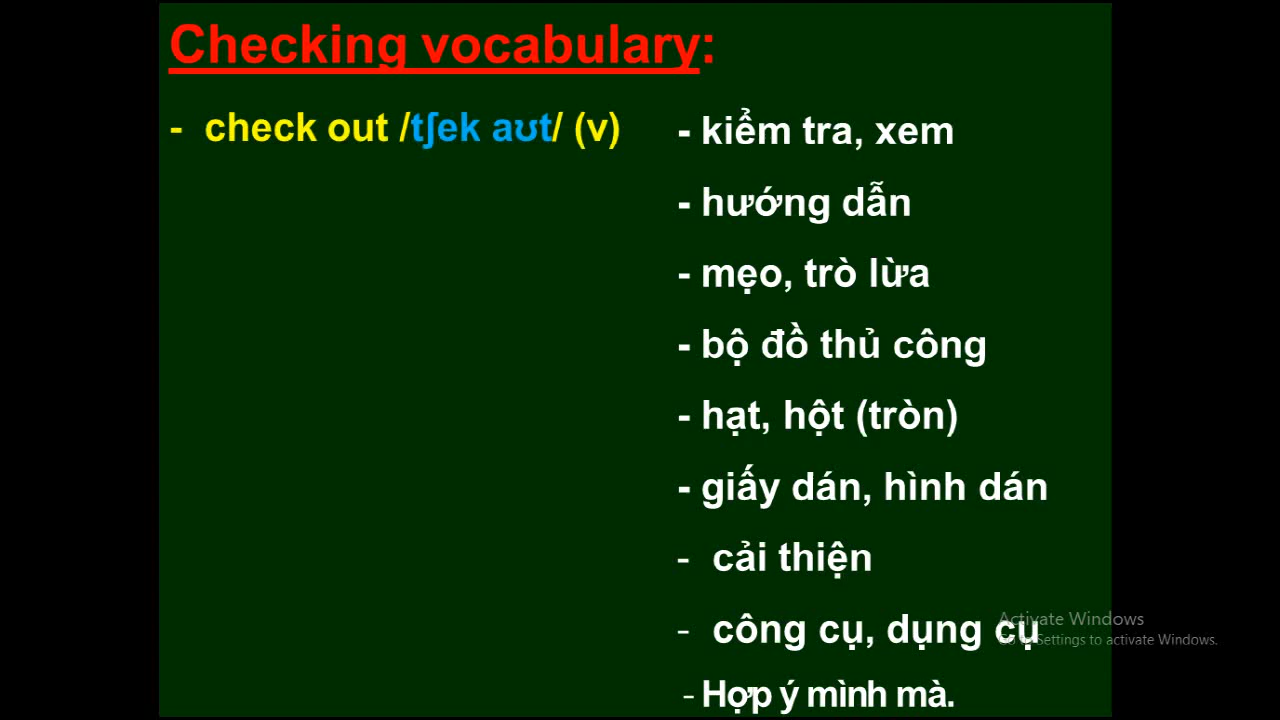 Checking vocabulary:
- check out /tʃek aʊt/ (v)
- kiểm tra, xem
- hướng dẫn
- mẹo, trò lừa
- bộ đồ thủ công
- hạt, hột (tròn)
- giấy dán, hình dán
- cải thiện
- công cụ, dụng cụ
- Hợp ý mình mà.
Activate Windows
Go to Settings to activate Windows.